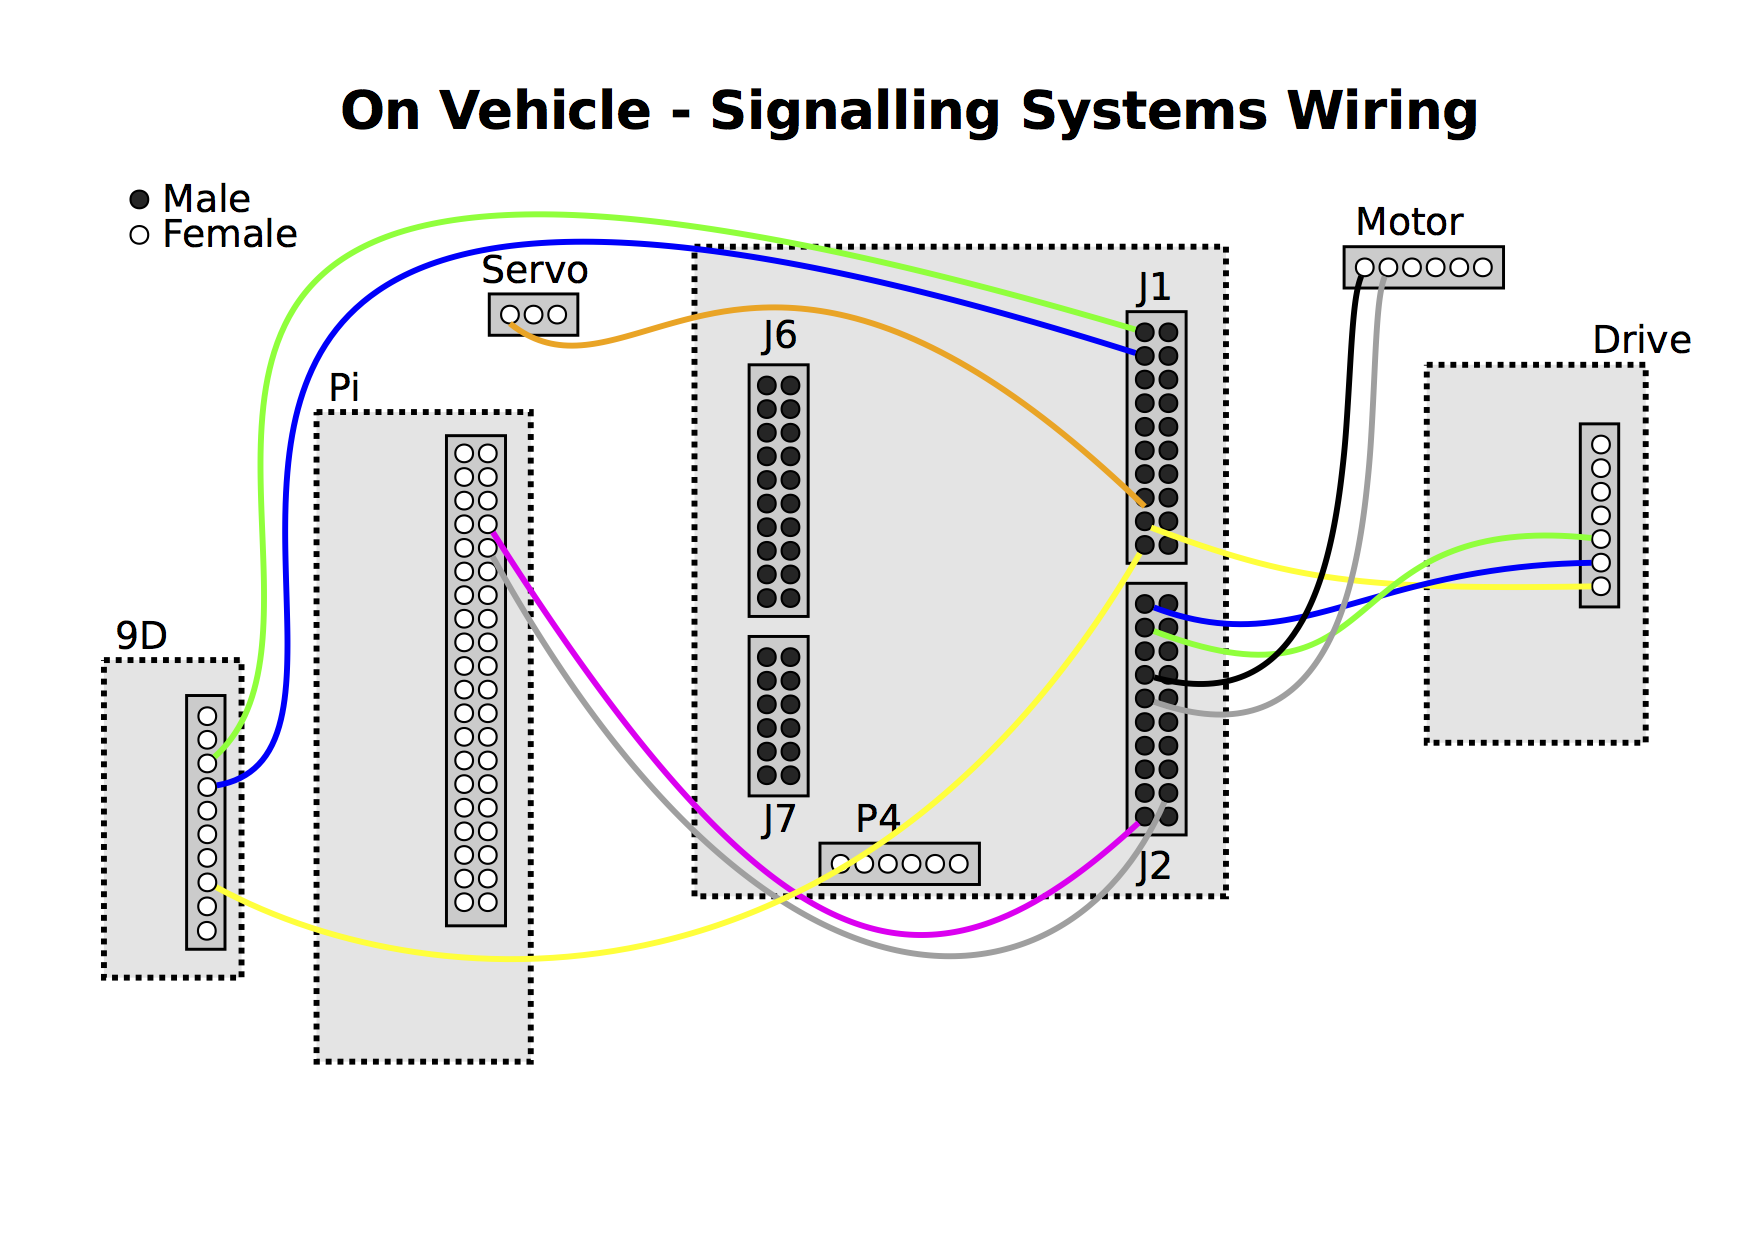 On Vehicle - Signalling Systems Wiring
Male
Female
Servo
Motor
J1
J6
Drive
Pi
9D
J7
P4
J2